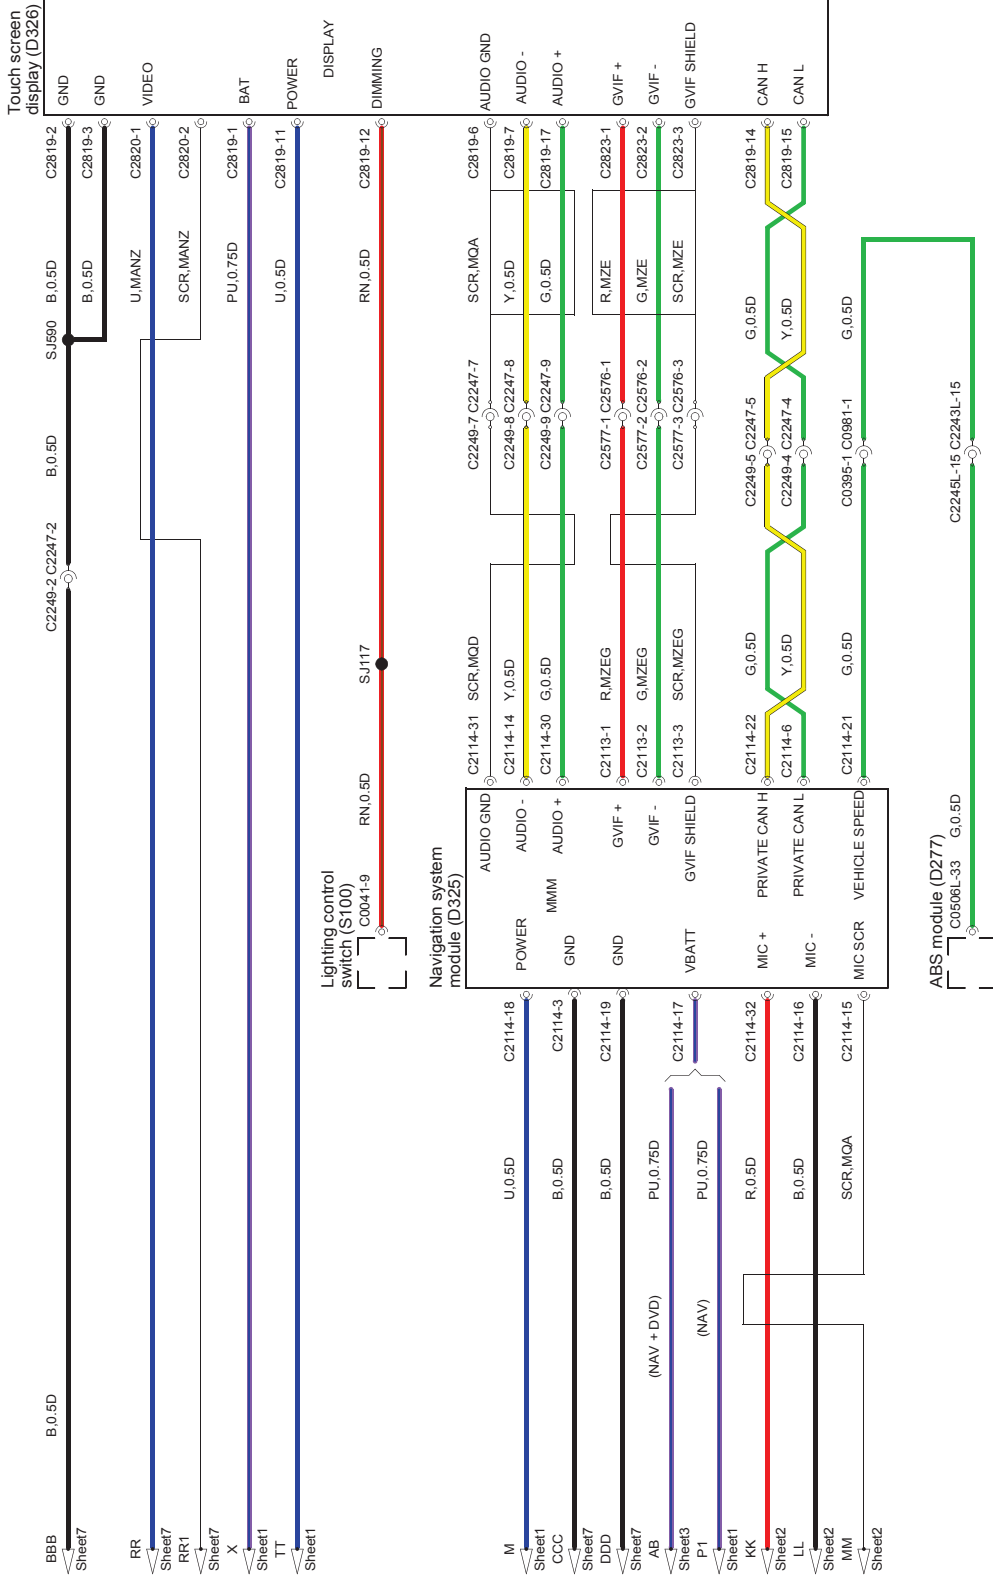 Touch screen
display (D326)
GND
GND
VIDEO
BAT
POWER
DISPLAY
DIMMING
AUDIO GND
AUDIO -
AUDIO +
GVIF +
GVIF -
GVIF SHIELD
CAN H
CAN L
C2819-2
C2819-3
C2820-1
C2820-2
C2819-1
C2819-11
C2819-12
C2819-6
C2819-7
C2819-17
C2823-1
C2823-2
C2823-3
C2819-14
C2819-15
B,0.5D
B,0.5D
U,MANZ
SCR,MANZ
PU,0.75D
U,0.5D
RN,0.5D
SCR,MQA
Y,0.5D
G,0.5D
R,MZE
G,MZE
SCR,MZE
G,0.5D
Y,0.5D
G,0.5D
SJ590
B,0.5D
C2249-2 C2247-2
C2249-7 C2247-7
C2249-8 C2247-8
C2249-9 C2247-9
C2577-1 C2576-1
C2577-2 C2576-2
C2577-3 C2576-3
C2249-5 C2247-5
C2249-4 C2247-4
C0395-1 C0981-1
C2245L-15 C2243L-15
SJ117
SCR,MQD
Y,0.5D
G,0.5D
R,MZEG
G,MZEG
SCR,MZEG
G,0.5D
Y,0.5D
G,0.5D
RN,0.5D
C2114-31
C2114-14
C2114-30
C2113-1
C2113-2
C2113-3
C2114-22
C2114-6
C2114-21
G,0.5D
Lighting control
switch (S100)
C0041-9
Navigation system
module (D325)
AUDIO GND
AUDIO -
MMM
AUDIO +
GVIF +
GVIF -
GVIF SHIELD
PRIVATE CAN H
PRIVATE CAN L
VEHICLE SPEED
POWER
GND
GND
VBATT
MIC +
MIC -
MIC SCR
ABS module (D277)
C0506L-33
C2114-18
C2114-3
C2114-19
C2114-17
C2114-32
C2114-16
C2114-15
U,0.5D
B,0.5D
B,0.5D
PU,0.75D
PU,0.75D
R,0.5D
B,0.5D
SCR,MQA
(NAV + DVD)
(NAV)
B,0.5D
BBB
Sheet7
RR
Sheet7
RR1
Sheet7
X
Sheet1
TT
Sheet1
M
Sheet1
CCC
Sheet7
DDD
Sheet7
AB
Sheet3
P1
Sheet1
KK
Sheet2
LL
Sheet2
MM
Sheet2